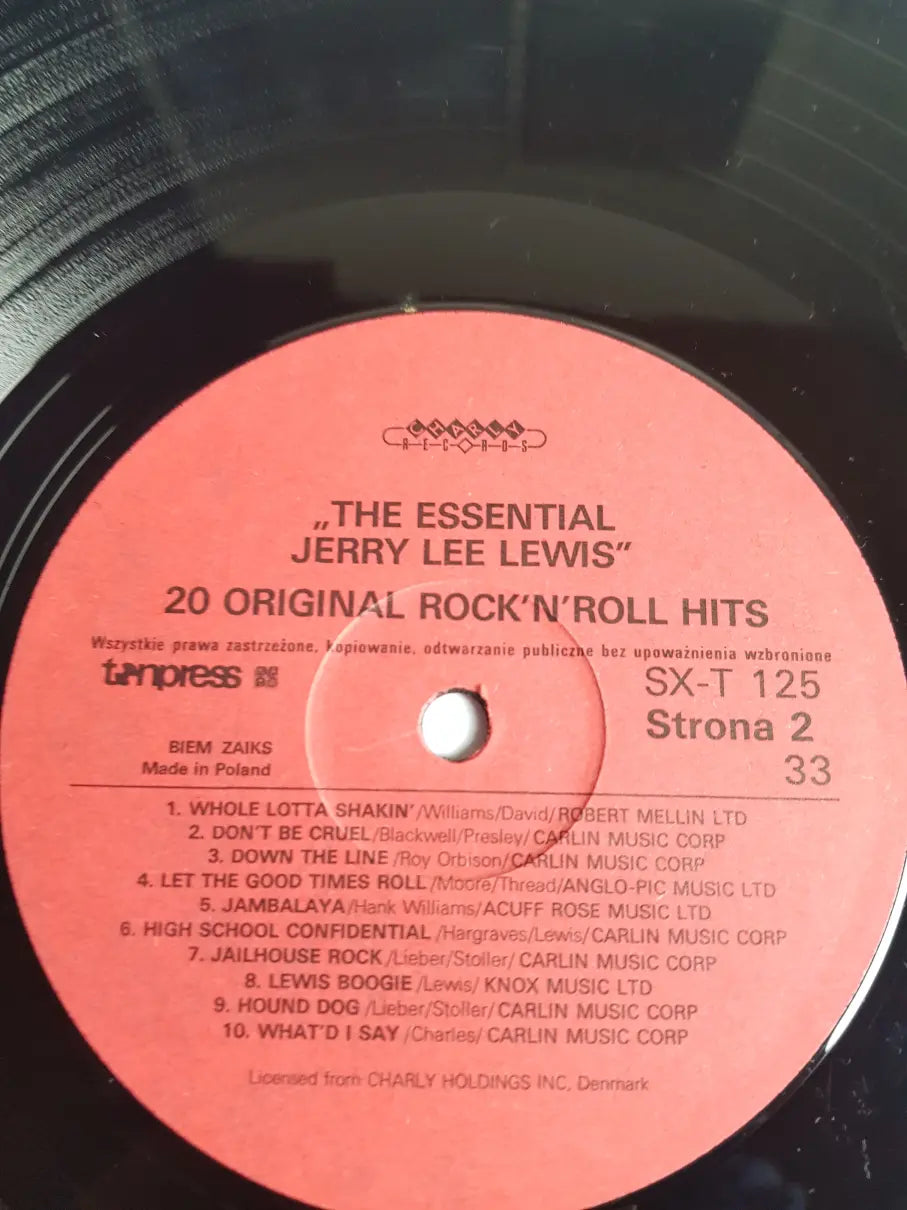 CHARLY
RECORDS
„THE ESSENTIAL
JERRY LEE LEWIS”
20 ORIGINAL ROCK'N'ROLL HITS
Wszystkie prawa zastrzeżone, kopiowanie, odtwarzanie publiczne bez upoważnienia wzbronione
tonpress
SX-T 125
Strona 2
33
BIEM ZAIKS
Made in Poland
1. WHOLE LOTTA SHAKIN'/Williams/David/ROBERT MELLIN LTD
2. DON'T BE CRUEL/Blackwell/Presley/CARLIN MUSIC CORP
3. DOWN THE LINE/Roy Orbison/CARLIN MUSIC CORP
4. LET THE GOOD TIMES ROLL/Moore/Thread/ANGLO-PIC MUSIC LTD
5. JAMBALAYA/Hank Williams/ACUFF ROSE MUSIC LTD
6. HIGH SCHOOL CONFIDENTIAL/Hargraves/Lewis/CARLIN MUSIC CORP
7. JAILHOUSE ROCK/Lieber/Stoller/CARLIN MUSIC CORP
8. LEWIS BOOGIE/Lewis/KNOX MUSIC LTD
9. HOUND DOG/Lieber/Stoller/CARLIN MUSIC CORP
10. WHAT'D I SAY/Charles/CARLIN MUSIC CORP
Licensed from CHARLY HOLDINGS INC, Denmark